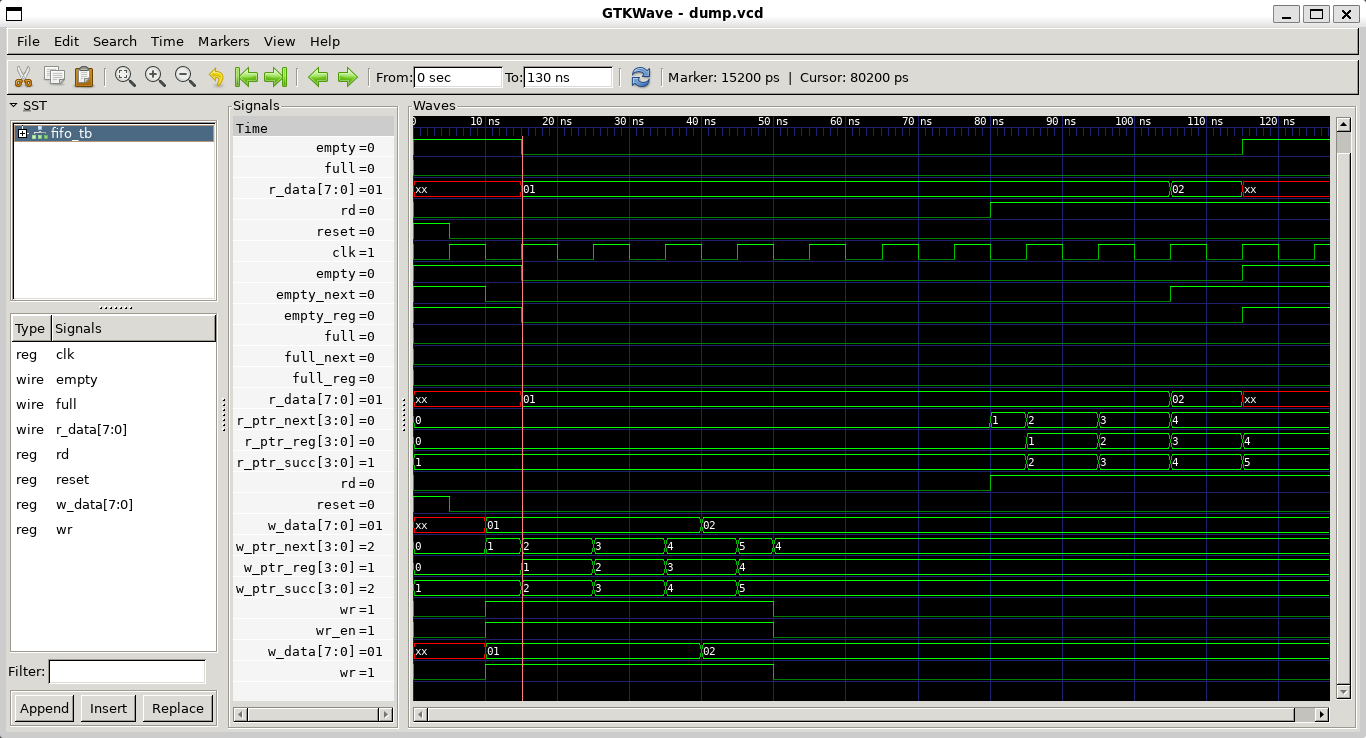 GTKWave - dump.vcd
File Edit Search Time Markers View Help
From: 0 sec To: 130 ns Marker: 15200 ps | Cursor: 80200 ps
SST
fifo_tb
Type Signals
reg clk
wire empty
wire full
wire r_data[7:0]
reg rd
reg reset
reg w_data[7:0]
reg wr
Filter:
Append Insert Replace
Signals
Time
empty=0
full=0
r_data[7:0]=01
rd=0
reset=0
clk=1
empty=0
empty_next=0
empty_reg=0
full=0
full_next=0
full_reg=0
r_data[7:0]=01
r_ptr_next[3:0]=0
r_ptr_reg[3:0]=0
r_ptr_succ[3:0]=1
rd=0
reset=0
w_data[7:0]=01
w_ptr_next[3:0]=2
w_ptr_reg[3:0]=1
w_ptr_succ[3:0]=2
wr=1
wr_en=1
w_data[7:0]=01
wr=1
Waves
0 10 ns 20 ns 30 ns 40 ns 50 ns 60 ns 70 ns 80 ns 90 ns 100 ns 110 ns 120 ns
xx 01 02 xx
xx 01 02 xx
0 1 2 3 4
0 1 2 3 4
1 2 3 4 5
xx 01 02
0 1 2 3 4 5 4
0 1 2 3 4
1 2 3 4 5
xx 01 02